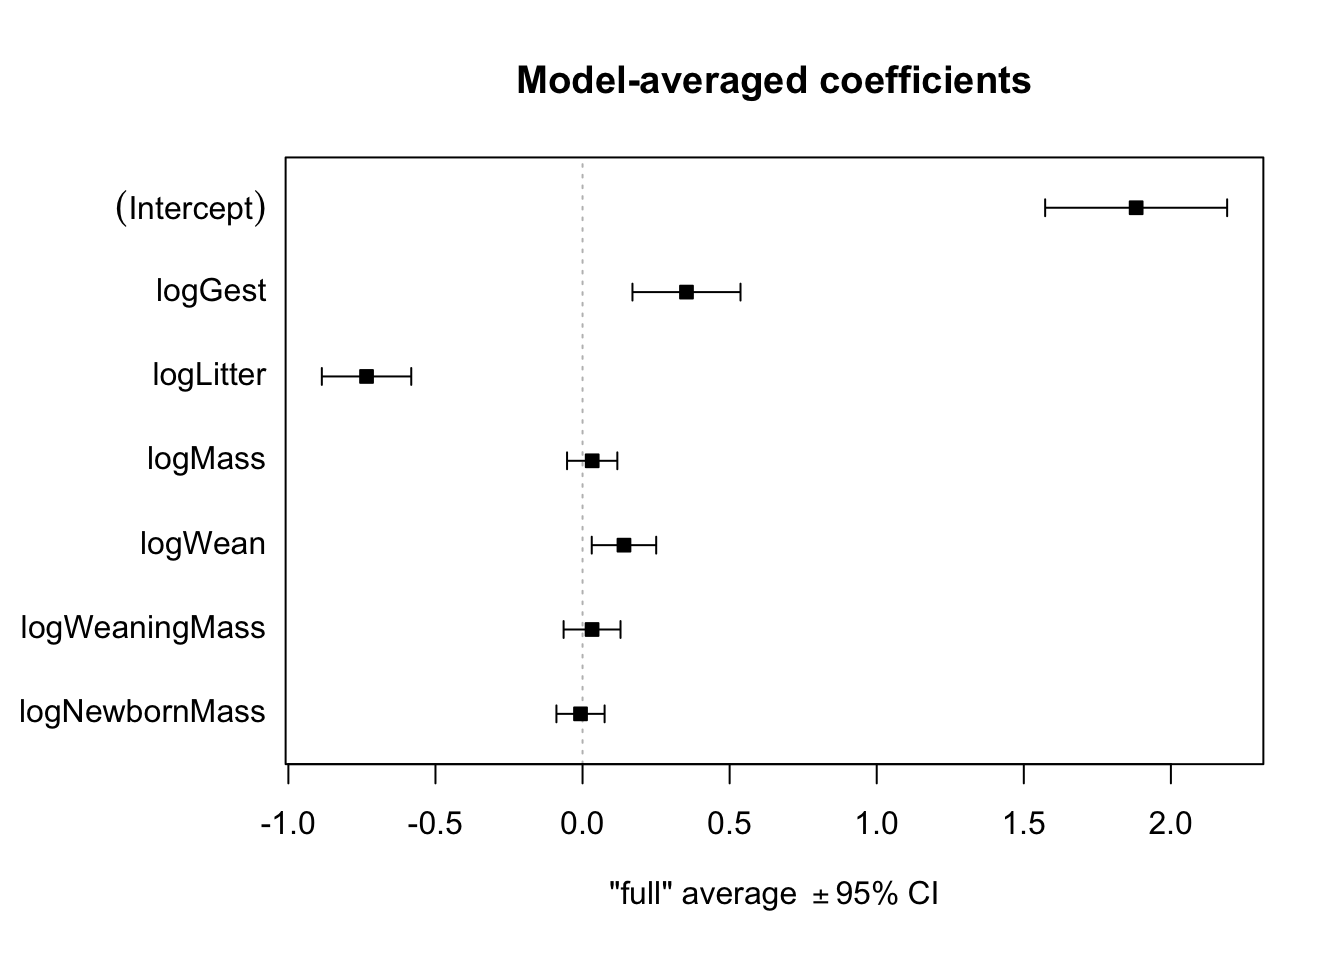 Model-averaged coefficients
(Intercept)
logGest
logLitter
logMass
logWean
logWeaningMass
logNewbornMass
-1.0 -0.5 0.0 0.5 1.0 1.5 2.0
"full" average ± 95% CI